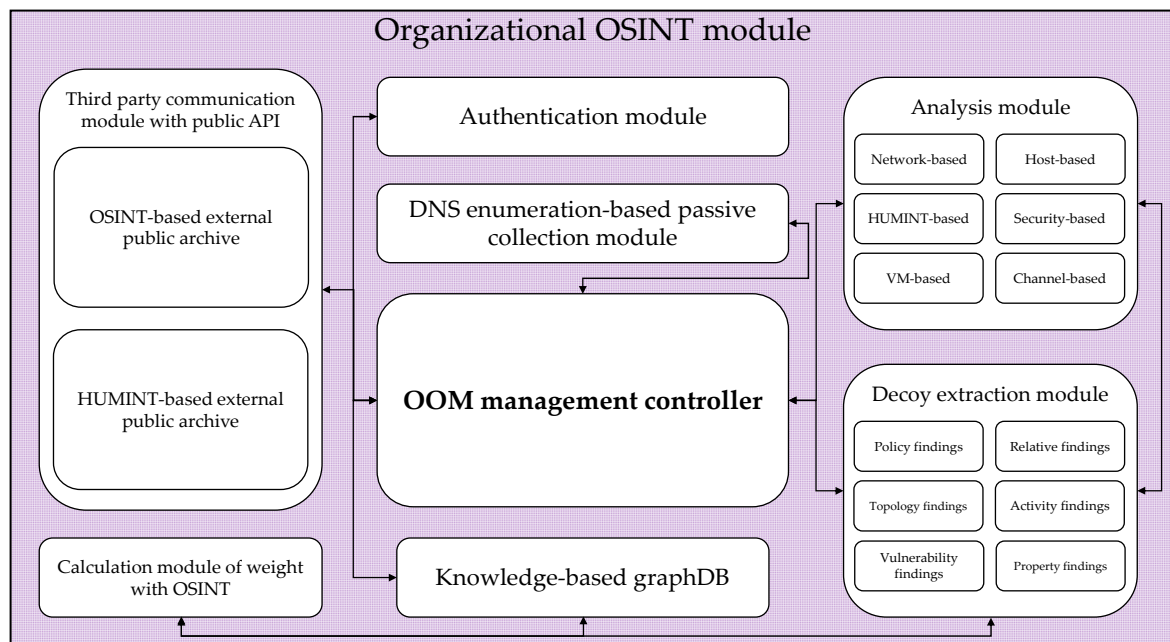 Organizational OSINT module
Third party communication
module with public API
OSINT-based external
public archive
HUMINT-based external
public archive
Calculation module of weight
with OSINT
Authentication module
DNS enumeration-based passive
collection module
OOM management controller
Knowledge-based graphDB
Analysis module
Network-based
Host-based
HUMINT-based
Security-based
VM-based
Channel-based
Decoy extraction module
Policy findings
Relative findings
Topology findings
Activity findings
Vulnerability
findings
Property findings